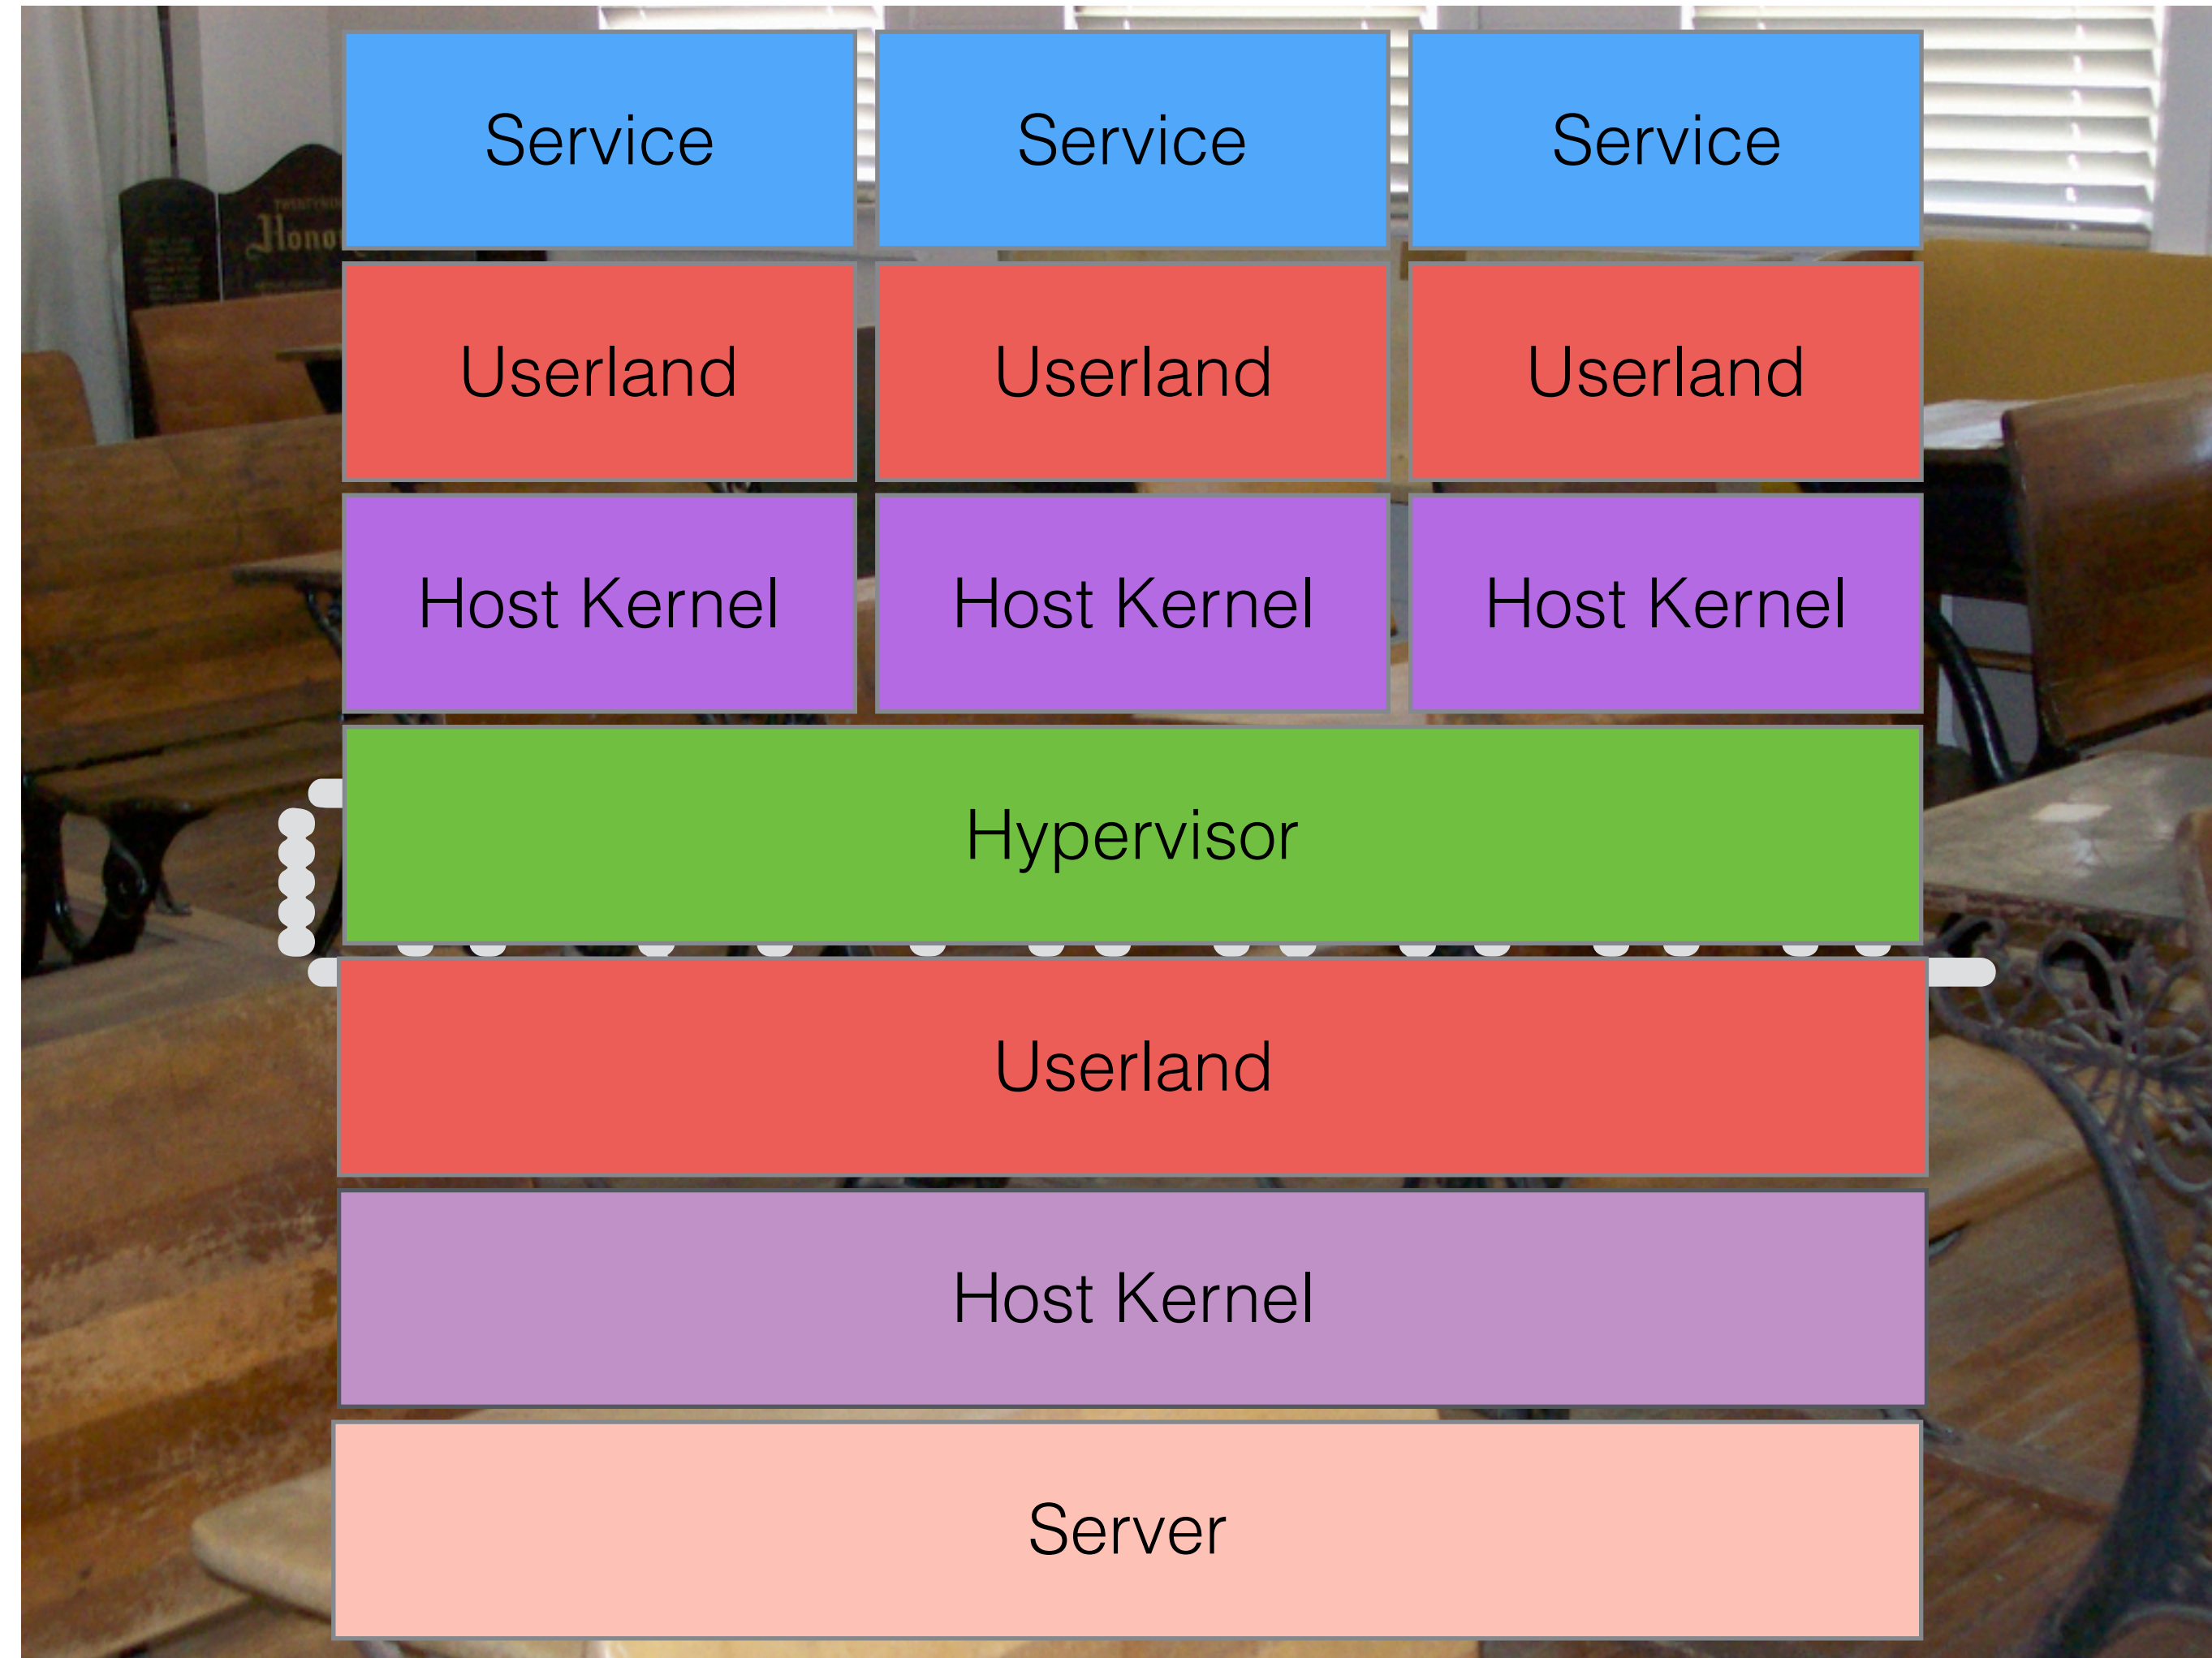 Service Service Service
Userland Userland Userland
Host Kernel Host Kernel Host Kernel
Hypervisor
Userland
Host Kernel
Server